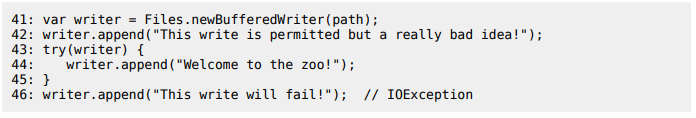 41: var writer = Files.newBufferedWriter(path);
42: writer.append("This write is permitted but a really bad idea!");
43: try(writer) {
44:    writer.append("Welcome to the zoo!");
45: }
46: writer.append("This write will fail!");  // IOException